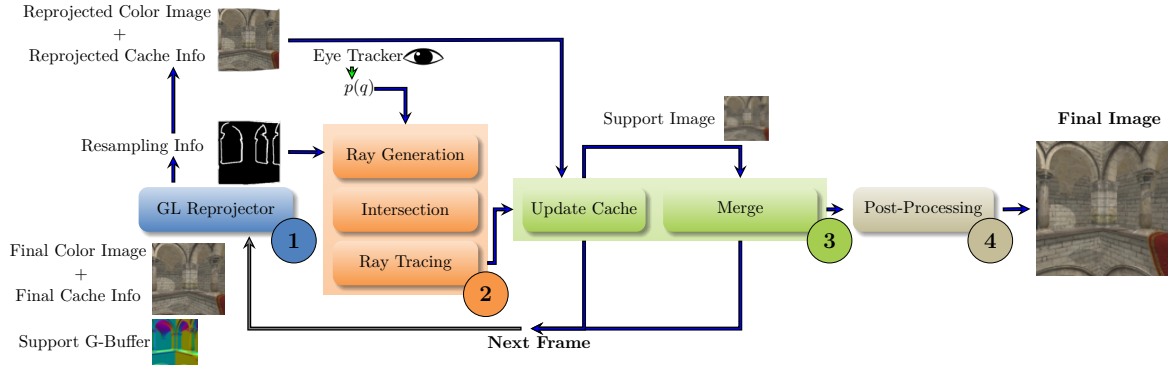 Reprojected Color Image
+
Reprojected Cache Info
Eye Tracker
p(q)
Resampling Info
Support Image
Final Image
Ray Generation
GL Reprojector
1
Intersection
Update Cache
Merge
3
Post-Processing
4
Final Color Image
+
Final Cache Info
Ray Tracing
2
Support G-Buffer
Next Frame